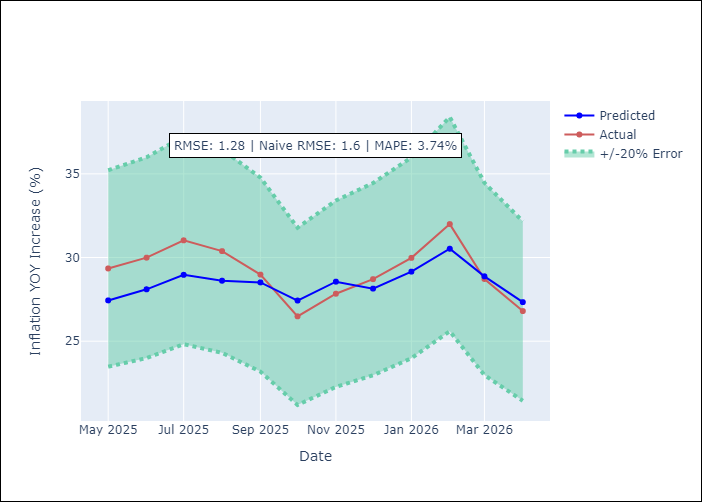 RMSE: 1.28 | Naive RMSE: 1.6 | MAPE: 3.74%
Predicted
Actual
+/-20% Error
Inflation YOY Increase (%)
35
30
25
May 2025 Jul 2025 Sep 2025 Nov 2025 Jan 2026 Mar 2026
Date